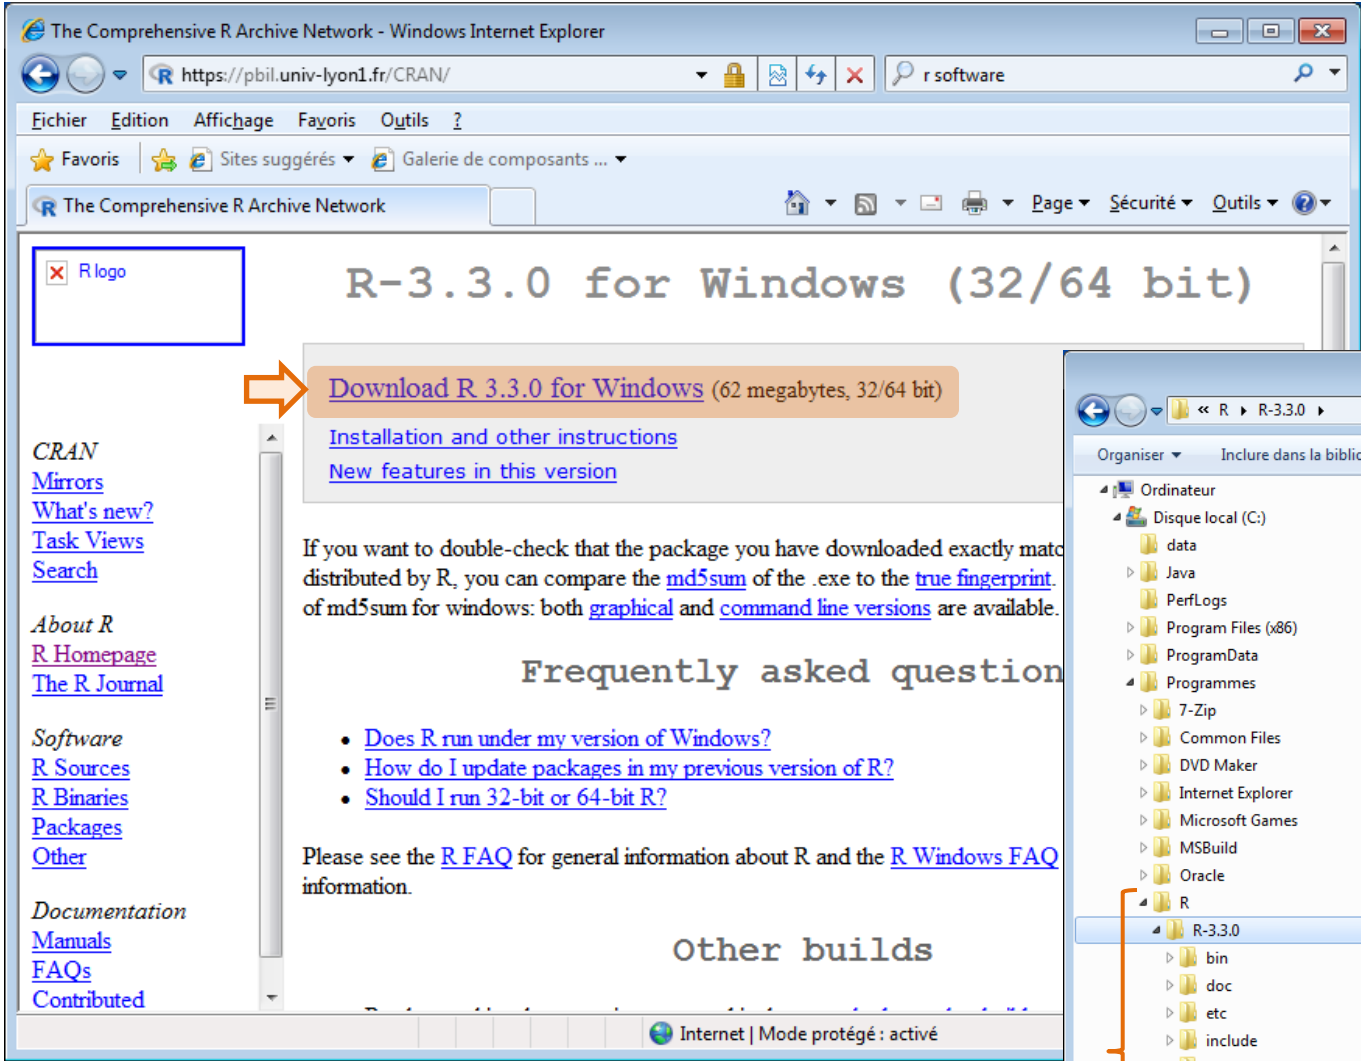 The Comprehensive R Archive Network - Windows Internet Explorer
https://pbil.univ-lyon1.fr/CRAN/
r software
Fichier Edition Affichage Favoris Outils ?
Favoris Sites suggérés Galerie de composants ...
The Comprehensive R Archive Network
Page Sécurité Outils
R logo
R-3.3.0 for Windows (32/64 bit)
Download R 3.3.0 for Windows (62 megabytes, 32/64 bit)
Installation and other instructions
New features in this version
CRAN
Mirrors
What's new?
Task Views
Search
About R
R Homepage
The R Journal
Software
R Sources
R Binaries
Packages
Other
Documentation
Manuals
FAQs
Contributed
If you want to double-check that the package you have downloaded exactly matc
distributed by R, you can compare the md5sum of the .exe to the true fingerprint.
of md5sum for windows: both graphical and command line versions are available.
Frequently asked question
• Does R run under my version of Windows?
• How do I update packages in my previous version of R?
• Should I run 32-bit or 64-bit R?
Please see the R FAQ for general information about R and the R Windows FAQ
information.
Other builds
Internet | Mode protégé : activé
« R ▸ R-3.3.0 ▸
Organiser Inclure dans la biblio
Ordinateur
Disque local (C:)
data
Java
PerfLogs
Program Files (x86)
ProgramData
Programmes
7-Zip
Common Files
DVD Maker
Internet Explorer
Microsoft Games
MSBuild
Oracle
R
R-3.3.0
bin
doc
etc
include